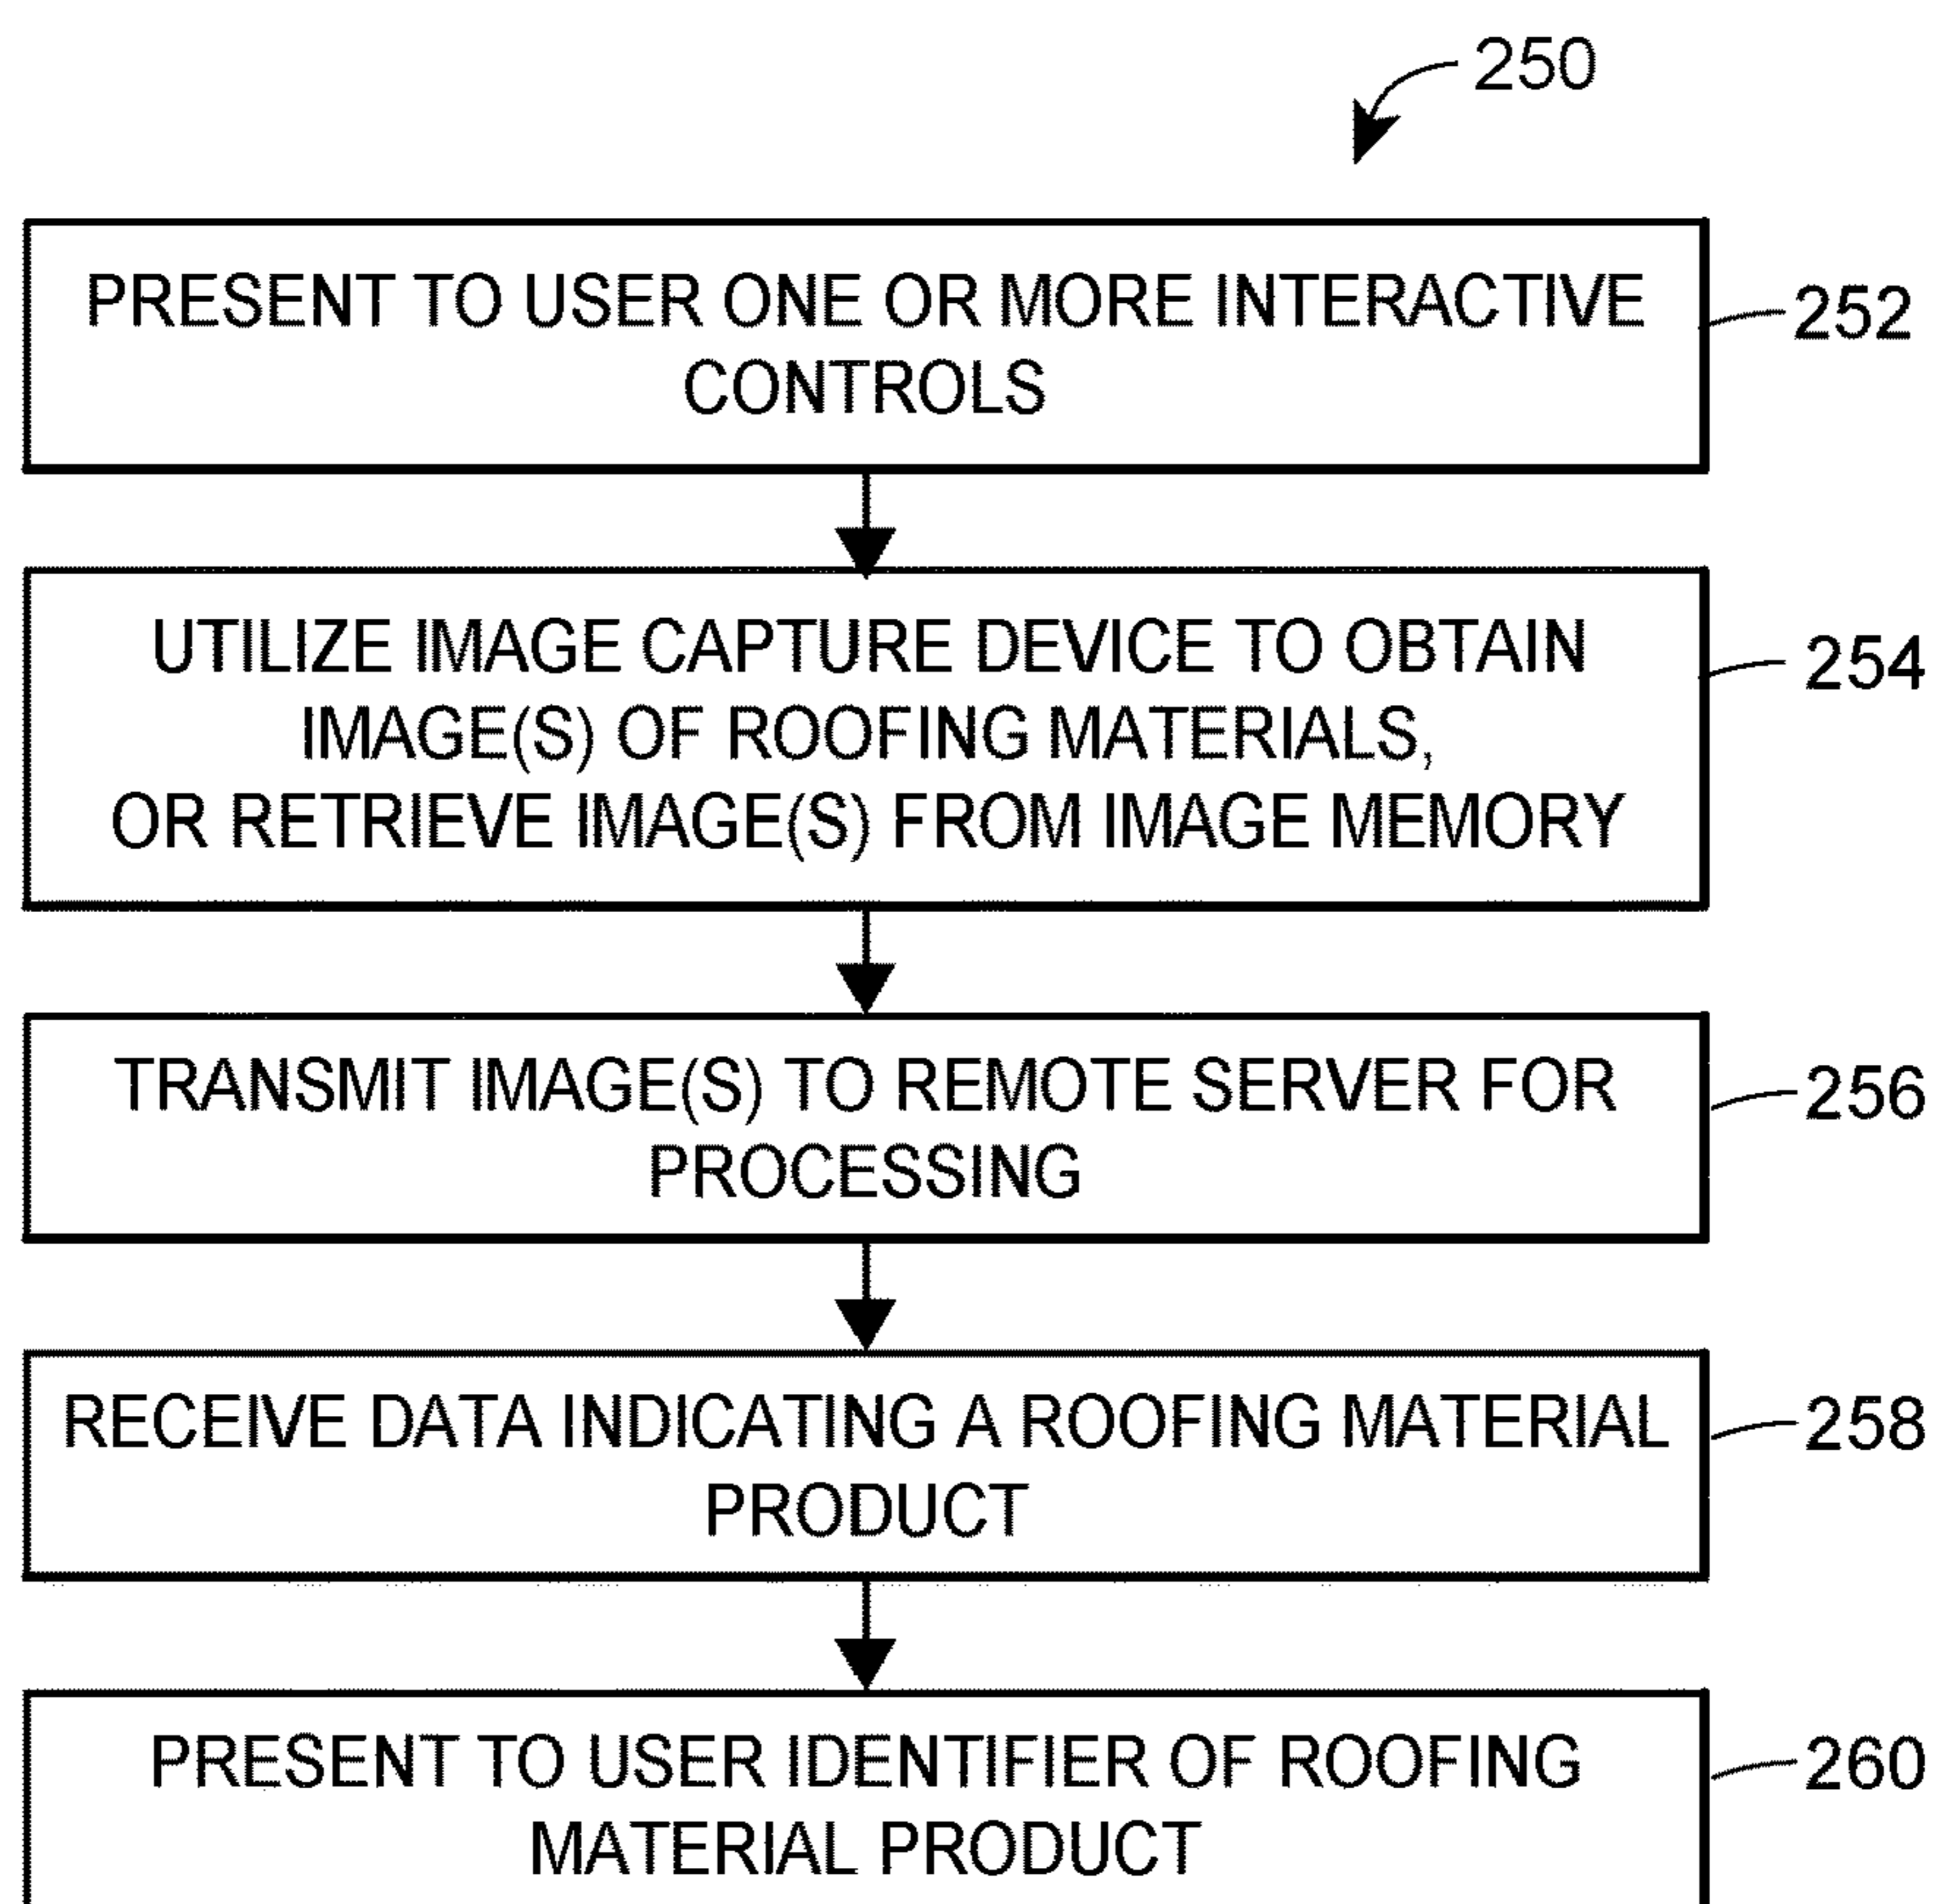 250
PRESENT TO USER ONE OR MORE INTERACTIVE
CONTROLS
252
UTILIZE IMAGE CAPTURE DEVICE TO OBTAIN
IMAGE(S) OF ROOFING MATERIALS,
OR RETRIEVE IMAGE(S) FROM IMAGE MEMORY
254
TRANSMIT IMAGE(S) TO REMOTE SERVER FOR
PROCESSING
256
RECEIVE DATA INDICATING A ROOFING MATERIAL
PRODUCT
258
PRESENT TO USER IDENTIFIER OF ROOFING
MATERIAL PRODUCT
260